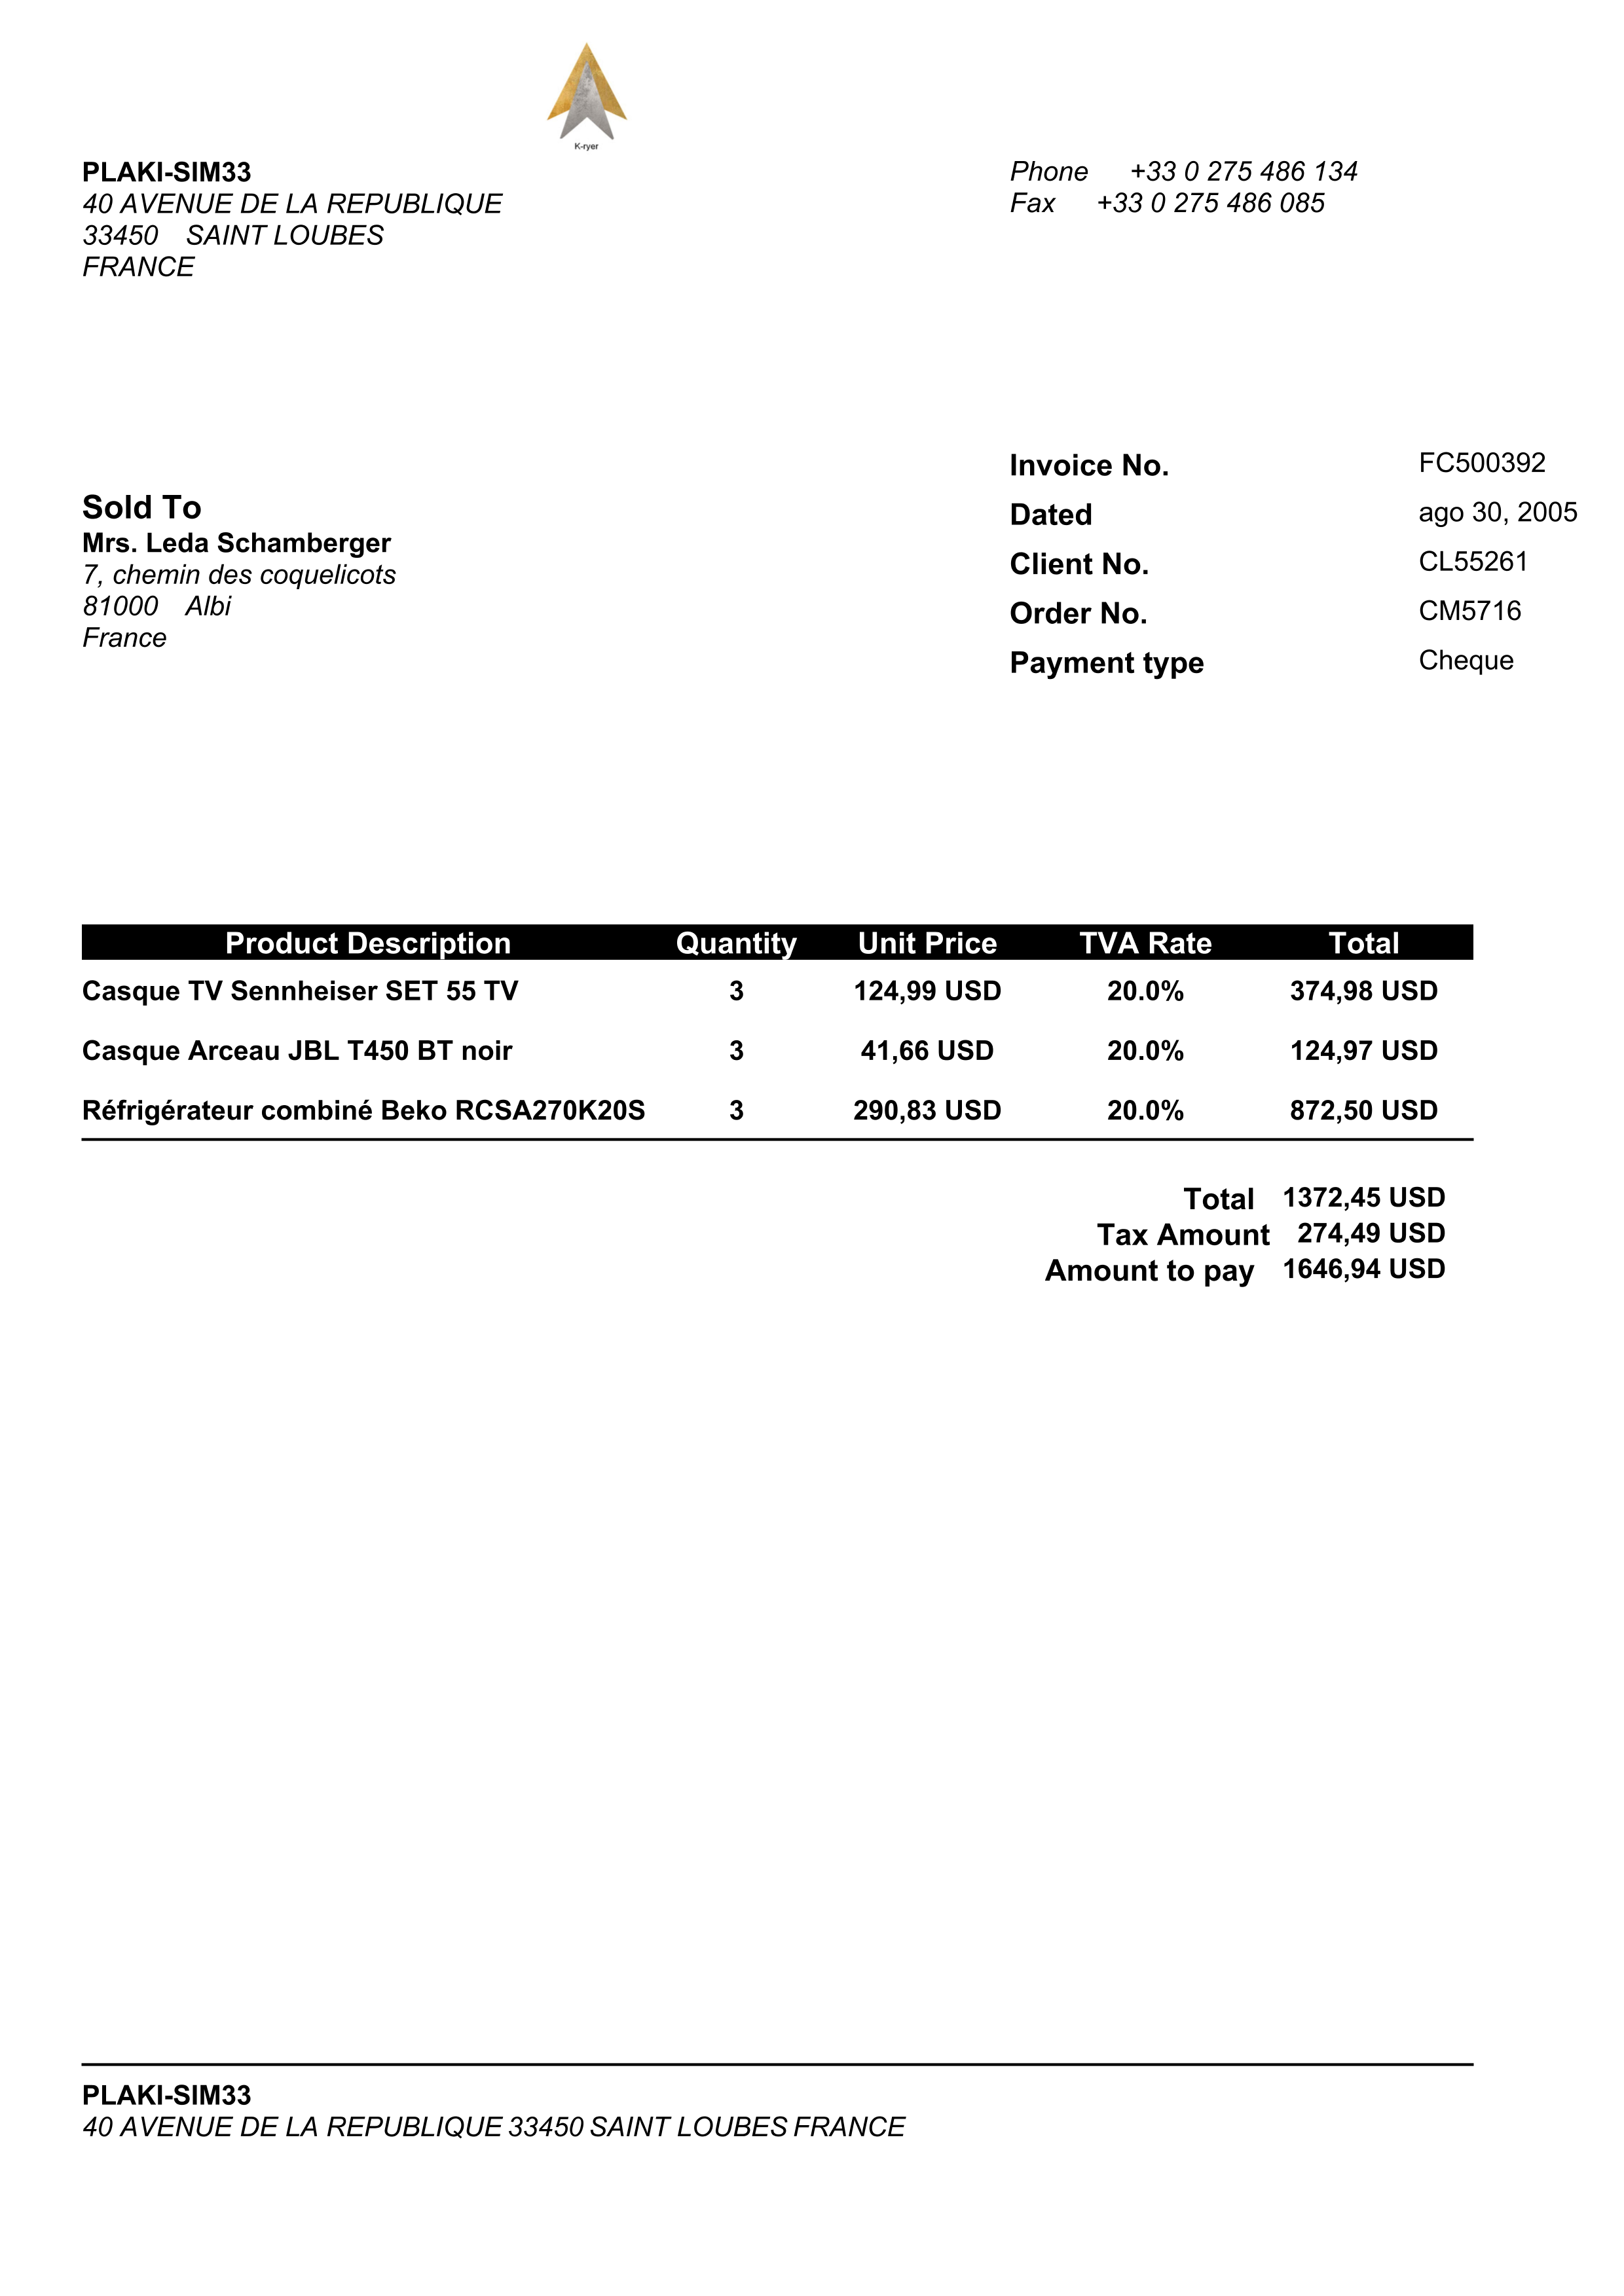 K-ryer
PLAKI-SIM33
40 AVENUE DE LA REPUBLIQUE
33450 SAINT LOUBES
FRANCE
Phone +33 0 275 486 134
Fax +33 0 275 486 085
Sold To
Mrs. Leda Schamberger
7, chemin des coquelicots
81000 Albi
France
Invoice No. FC500392
Dated ago 30, 2005
Client No. CL55261
Order No. CM5716
Payment type Cheque
Product Description Quantity Unit Price TVA Rate Total
Casque TV Sennheiser SET 55 TV 3 124,99 USD 20.0% 374,98 USD
Casque Arceau JBL T450 BT noir 3 41,66 USD 20.0% 124,97 USD
Réfrigérateur combiné Beko RCSA270K20S 3 290,83 USD 20.0% 872,50 USD
Total 1372,45 USD
Tax Amount 274,49 USD
Amount to pay 1646,94 USD
PLAKI-SIM33
40 AVENUE DE LA REPUBLIQUE 33450 SAINT LOUBES FRANCE